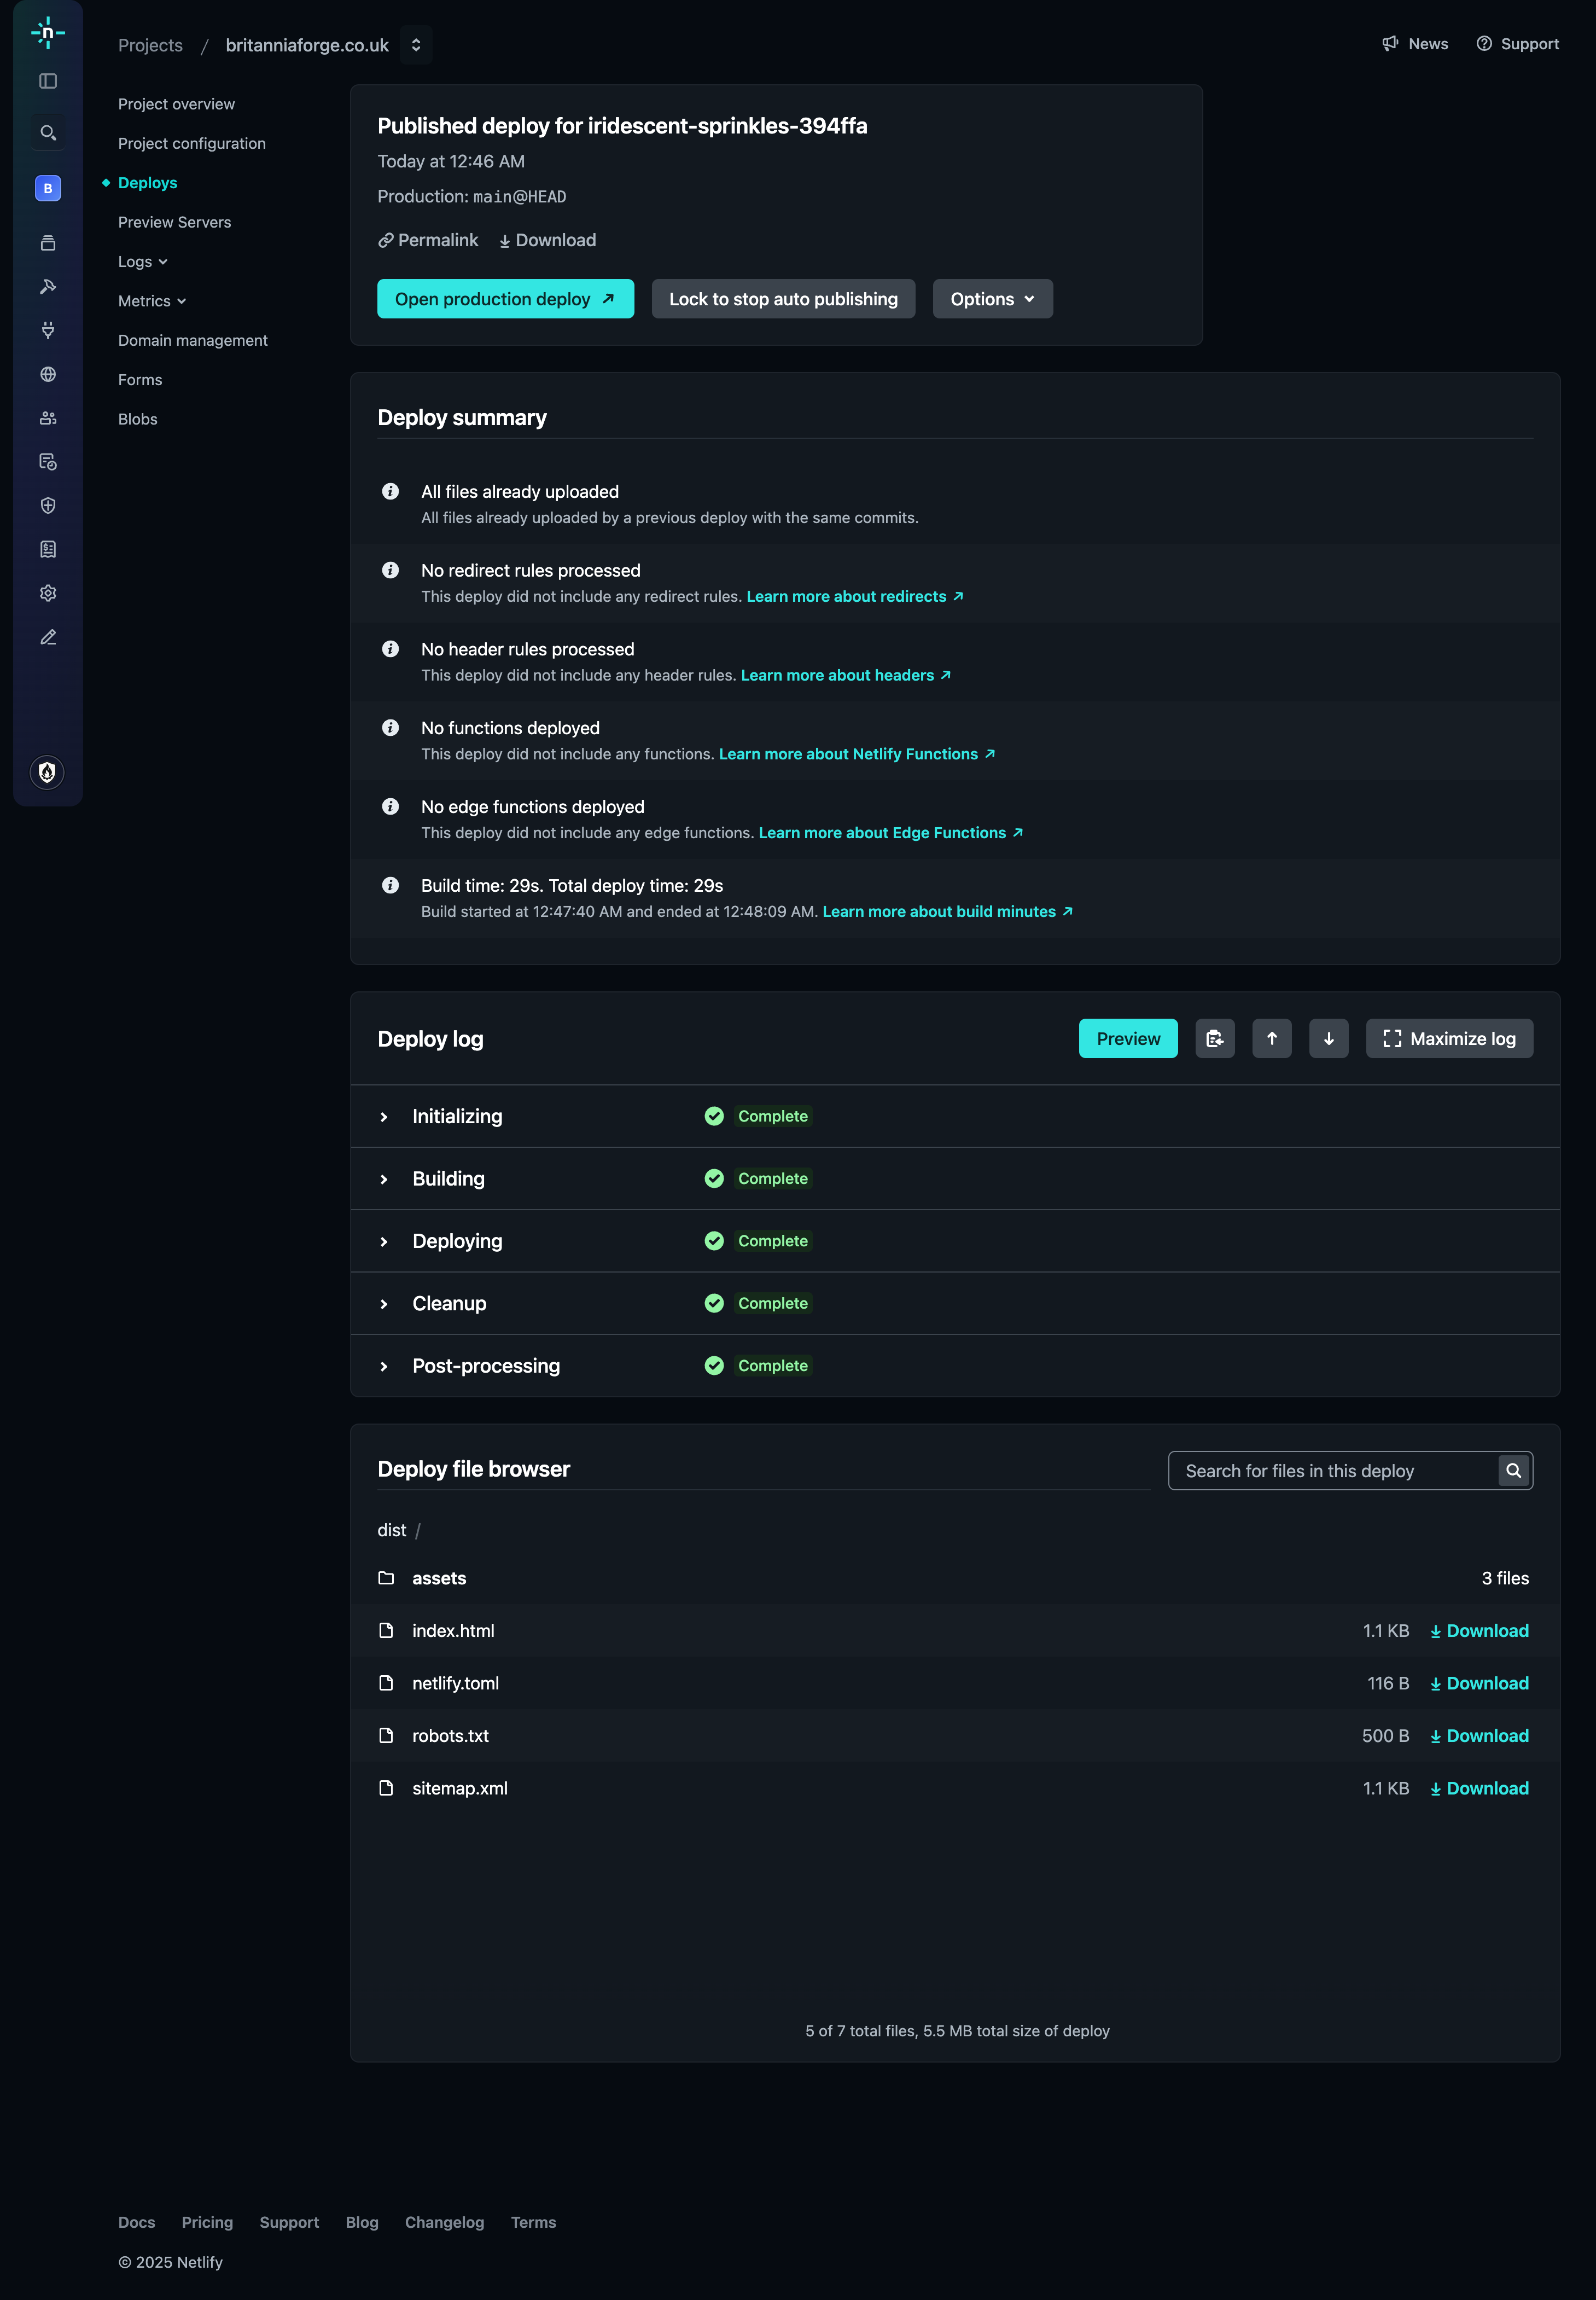 n
Projects / britanniaforge.co.uk
News
Support
B
Project overview
Project configuration
Deploys
Preview Servers
Logs
Metrics
Domain management
Forms
Blobs
Published deploy for iridescent-sprinkles-394ffa
Today at 12:46 AM
Production: main@HEAD
Permalink Download
Open production deploy
Lock to stop auto publishing
Options
Deploy summary
All files already uploaded
All files already uploaded by a previous deploy with the same commits.
No redirect rules processed
This deploy did not include any redirect rules. Learn more about redirects
No header rules processed
This deploy did not include any header rules. Learn more about headers
No functions deployed
This deploy did not include any functions. Learn more about Netlify Functions
No edge functions deployed
This deploy did not include any edge functions. Learn more about Edge Functions
Build time: 29s. Total deploy time: 29s
Build started at 12:47:40 AM and ended at 12:48:09 AM. Learn more about build minutes
Deploy log
Preview
Maximize log
Initializing Complete
Building Complete
Deploying Complete
Cleanup Complete
Post-processing Complete
Deploy file browser
Search for files in this deploy
dist /
assets 3 files
index.html 1.1 KB Download
netlify.toml 116 B Download
robots.txt 500 B Download
sitemap.xml 1.1 KB Download
5 of 7 total files, 5.5 MB total size of deploy
Docs Pricing Support Blog Changelog Terms
© 2025 Netlify